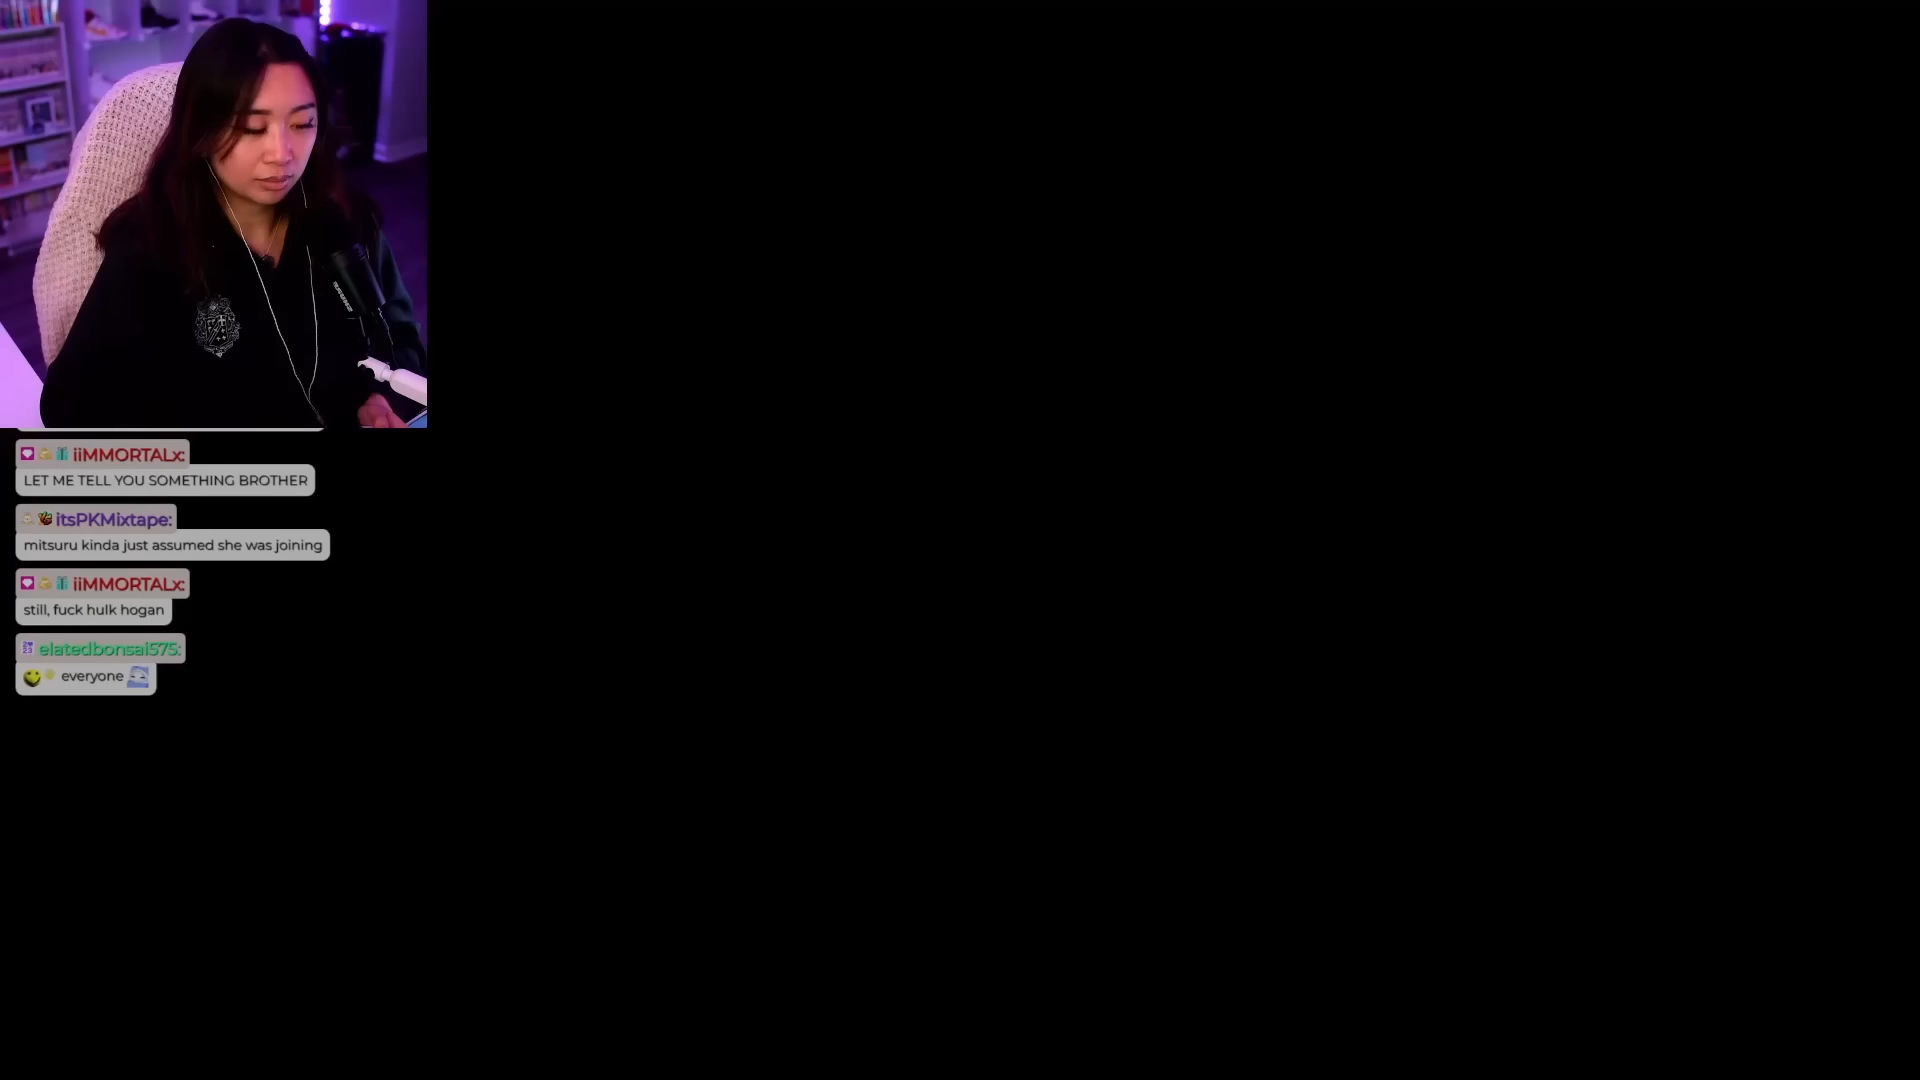 iiMMORTALx:
LET ME TELL YOU SOMETHING BROTHER
itsPKMixtape:
mitsuru kinda just assumed she was joining
iiMMORTALx:
still, fuck hulk hogan
elatedbonsai575:
everyone